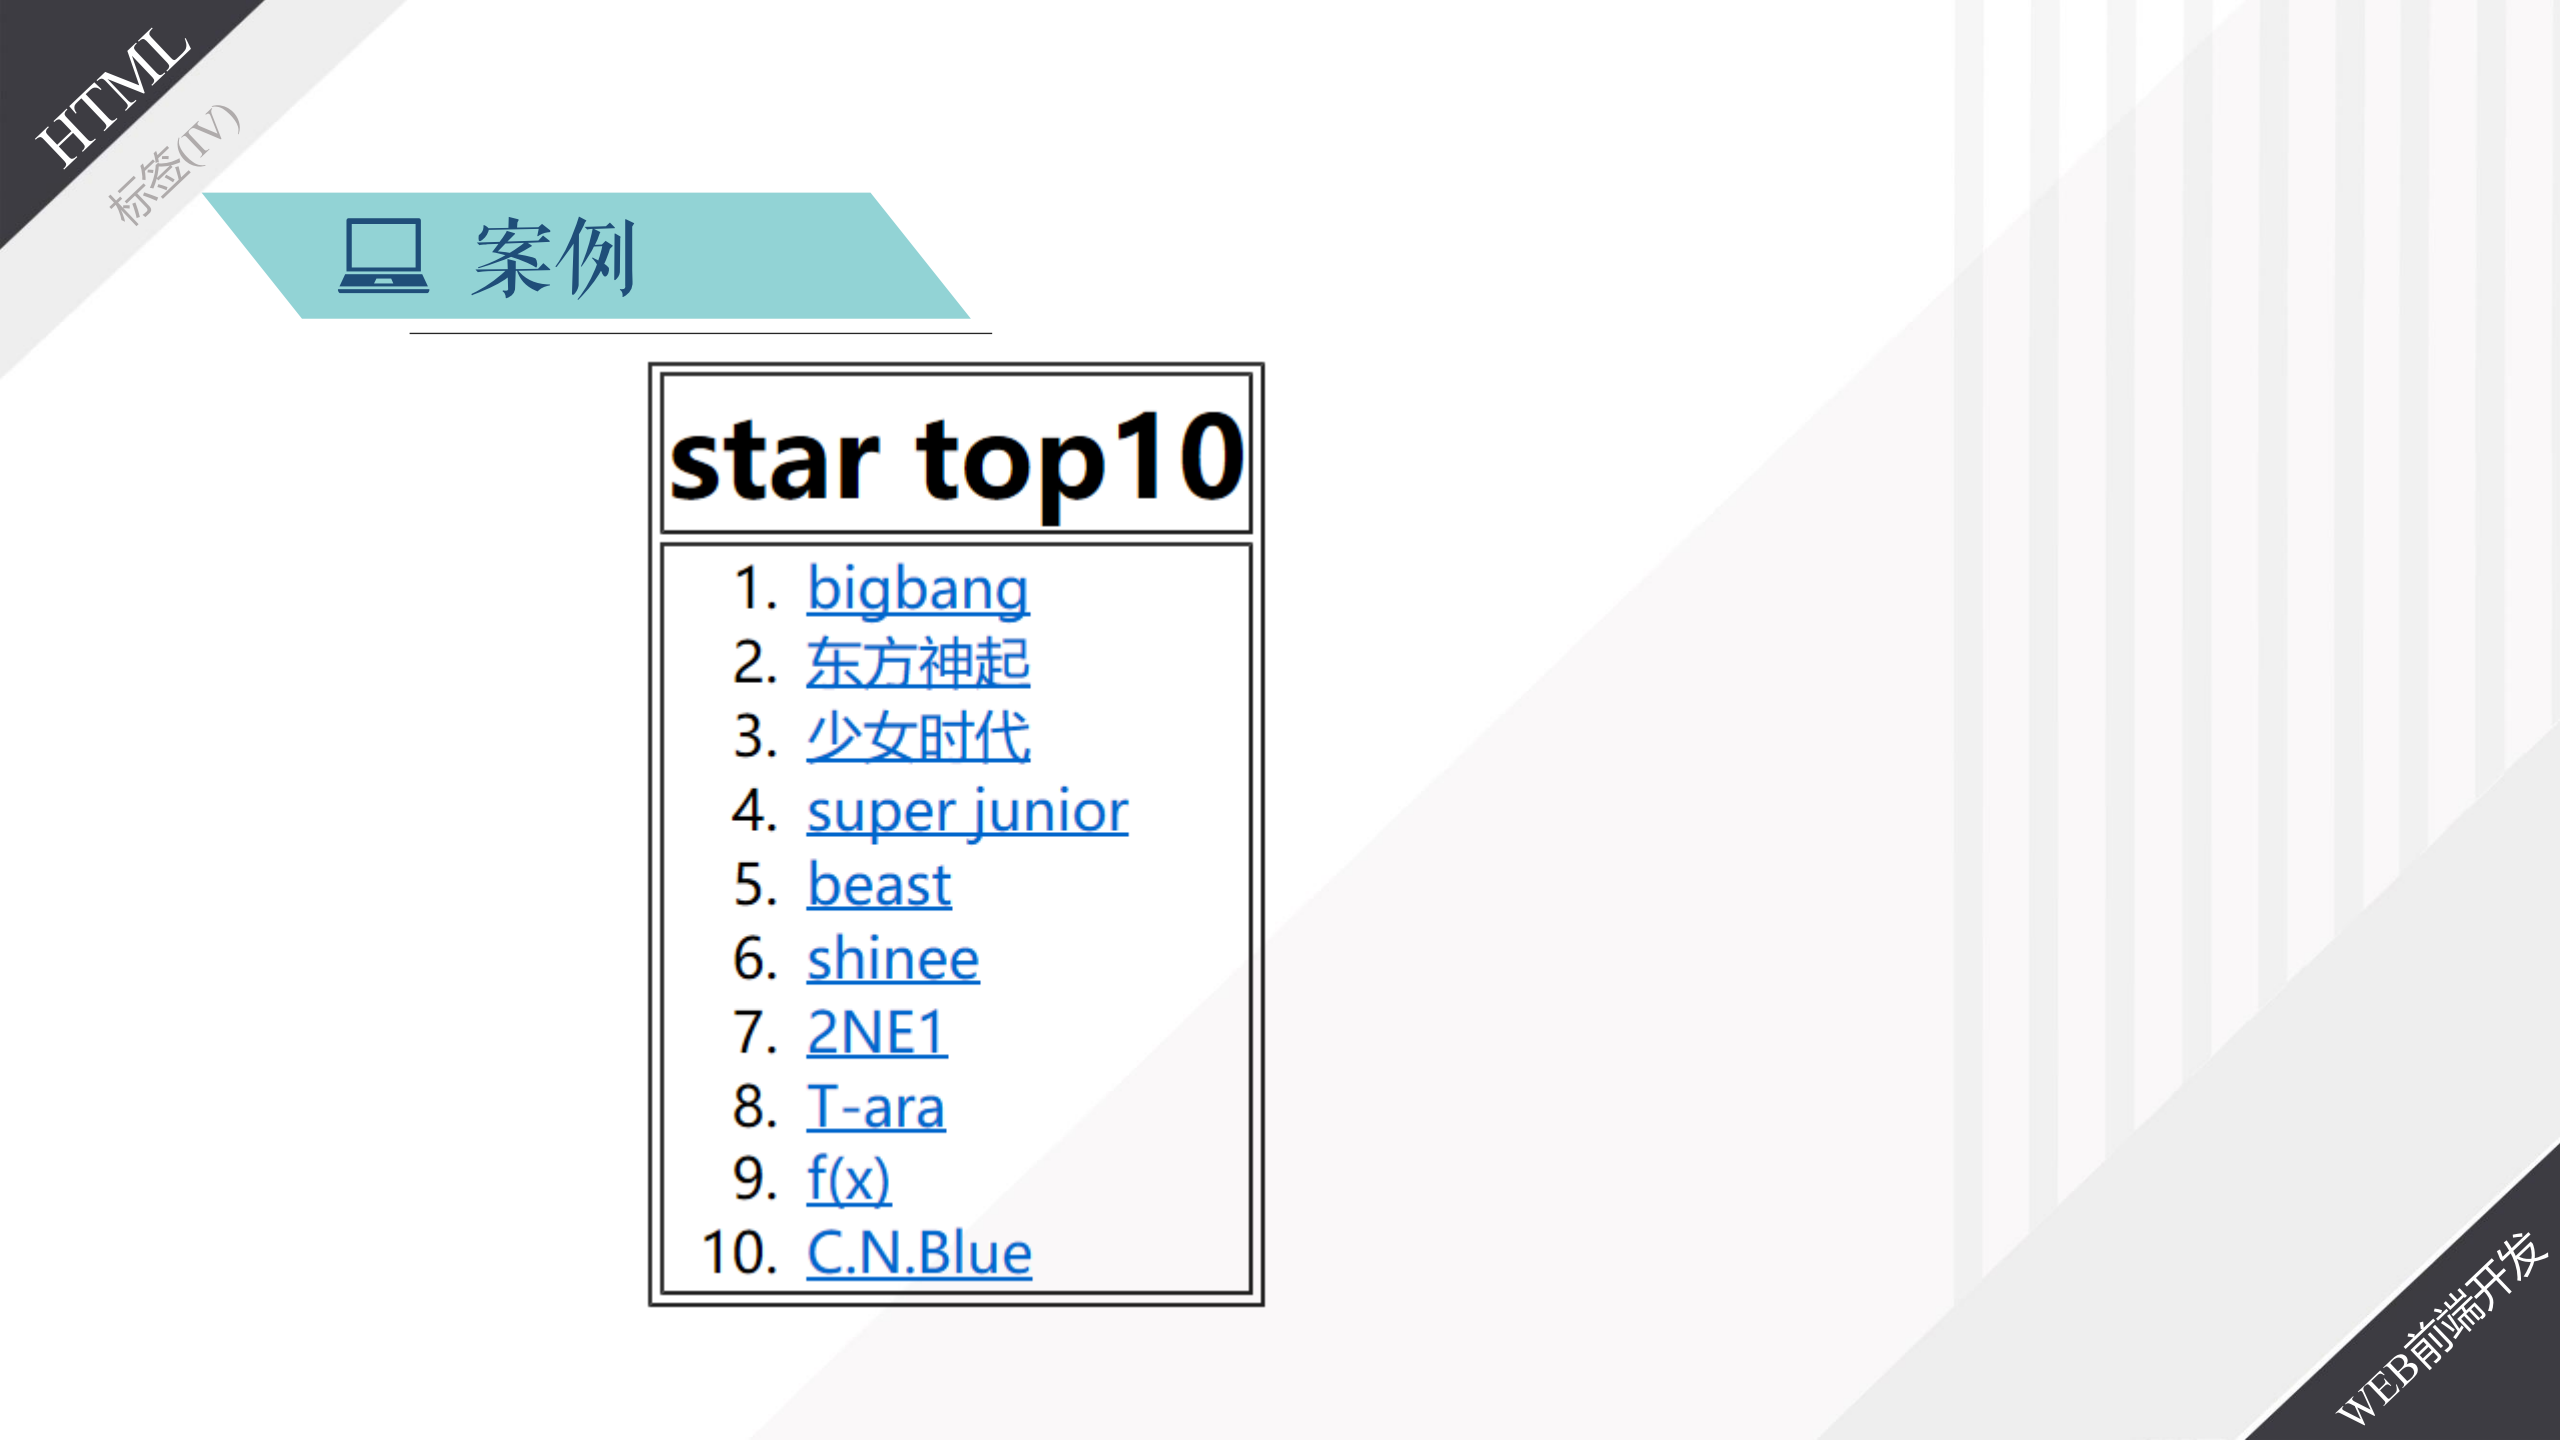 HTML
标签(IV)
案例
star top10
1. bigbang
2. 东方神起
3. 少女时代
4. super junior
5. beast
6. shinee
7. 2NE1
8. T-ara
9. f(x)
10. C.N.Blue
WEB前端开发